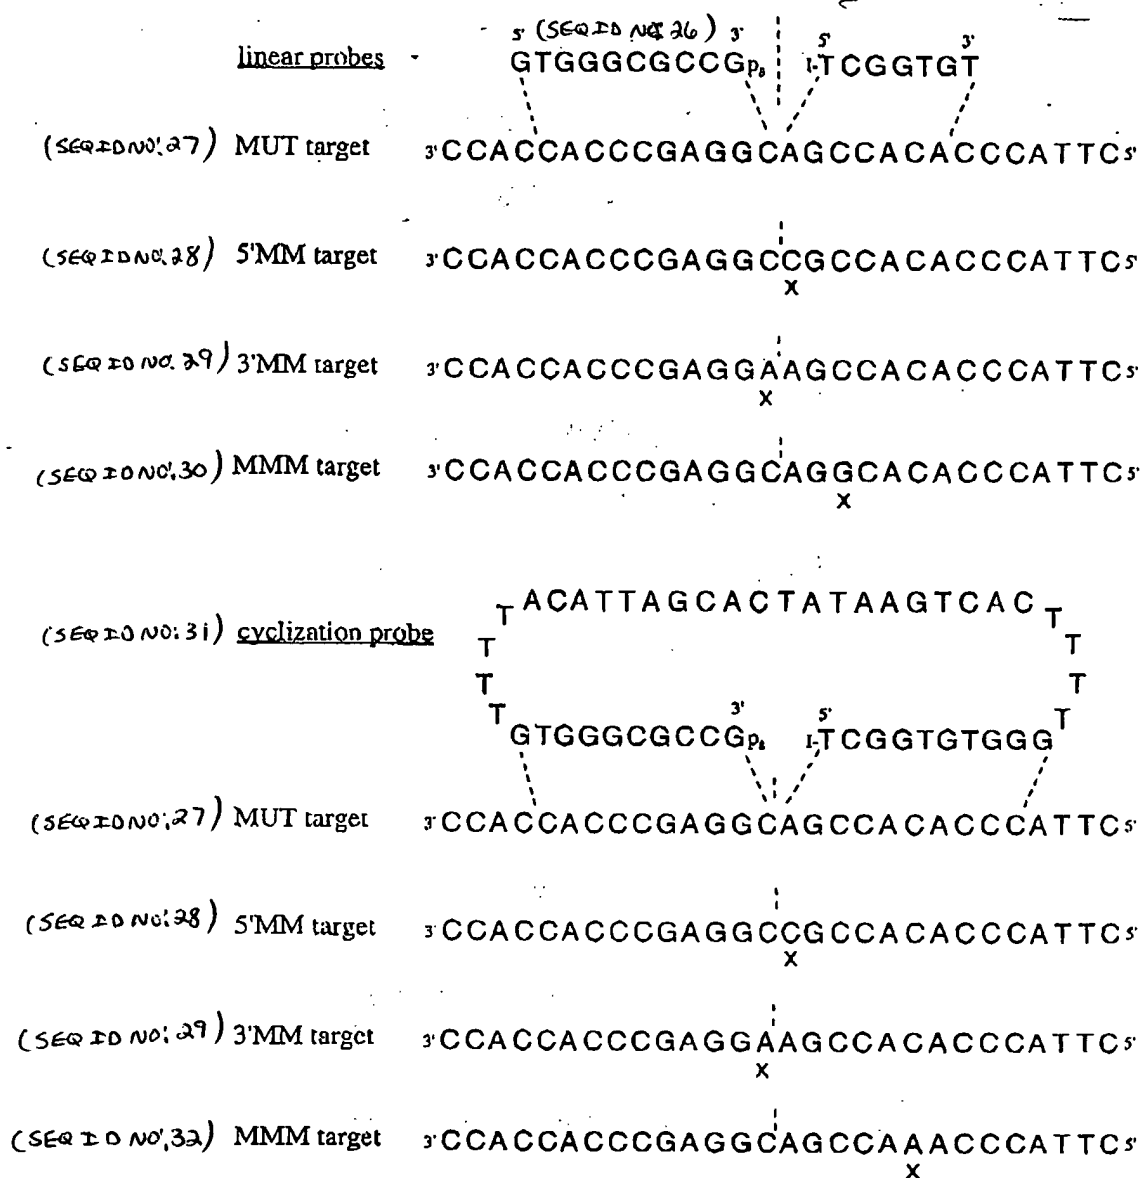 5' (SEQ ID NO: 26) 3' 5' 3'
linear probes GTGGGCGCCGps I-TCGGTGT
(SEQ ID NO: 27) MUT target 3'CCACCACCCGAGGCAGCCACACCCATTC5'
(SEQ ID NO. 28) 5'MM target 3'CCACCACCCGAGGCCGCCACACCCATTC5'
X
(SEQ ID NO. 29) 3'MM target 3'CCACCACCCGAGGAAGCCACACCCATTC5'
X
(SEQ ID NO. 30) MMM target 3'CCACCACCCGAGGCAGGCACACCCATTC5'
X
TACATTAGCACTATAAGTCACT
(SEQ ID NO: 31) cyclization probe T T
T T
3' 5'
T T
GTGGGCGCCGps I-TCGGTGTGGG
(SEQ ID NO: 27) MUT target 3'CCACCACCCGAGGCAGCCACACCCATTC5'
(SEQ ID NO: 28) 5'MM target 3'CCACCACCCGAGGCCGCCACACCCATTC5'
X
(SEQ ID NO: 29) 3'MM target 3'CCACCACCCGAGGAAGCCACACCCATTC5'
X
(SEQ ID NO: 32) MMM target 3'CCACCACCCGAGGCAGCCAAACCCATTC5'
X